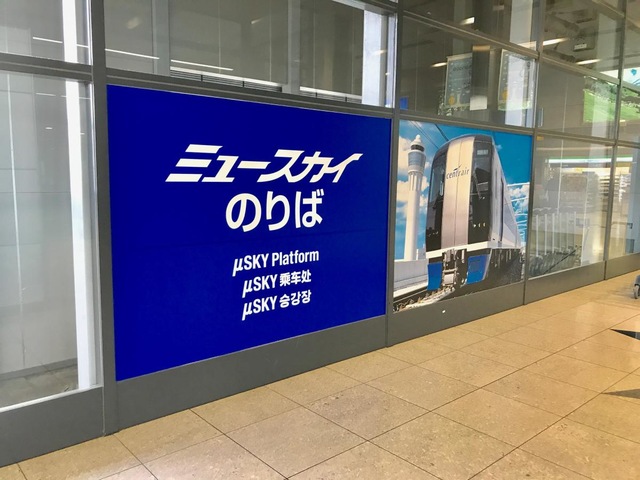 ミュースカイ
のりば
μSKY Platform
μSKY 乘车处
μSKY 승강장
centrair